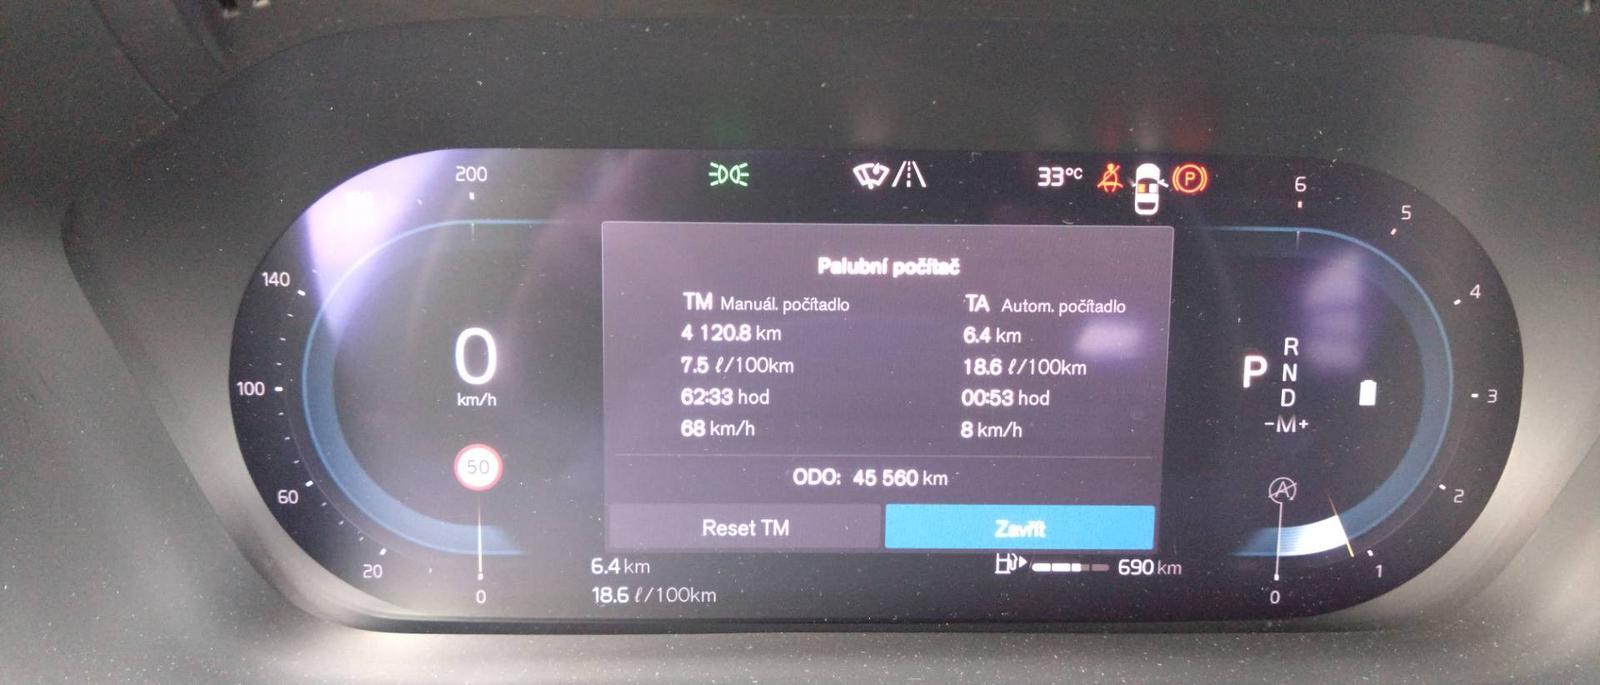 200
33°C
P
6
5
140
4
Palubní počítač
TM Manuál. počítadlo
TA Autom. počítadlo
4 120.8 km
6.4 km
7.5 ℓ/100km
18.6 ℓ/100km
62:33 hod
00:53 hod
68 km/h
8 km/h
0
km/h
P
R
N
D
-M+
100
3
50
ODO: 45 560 km
A
60
2
Reset TM
Zavřít
20
6.4 km
690 km
1
0
18.6 ℓ/100km
0